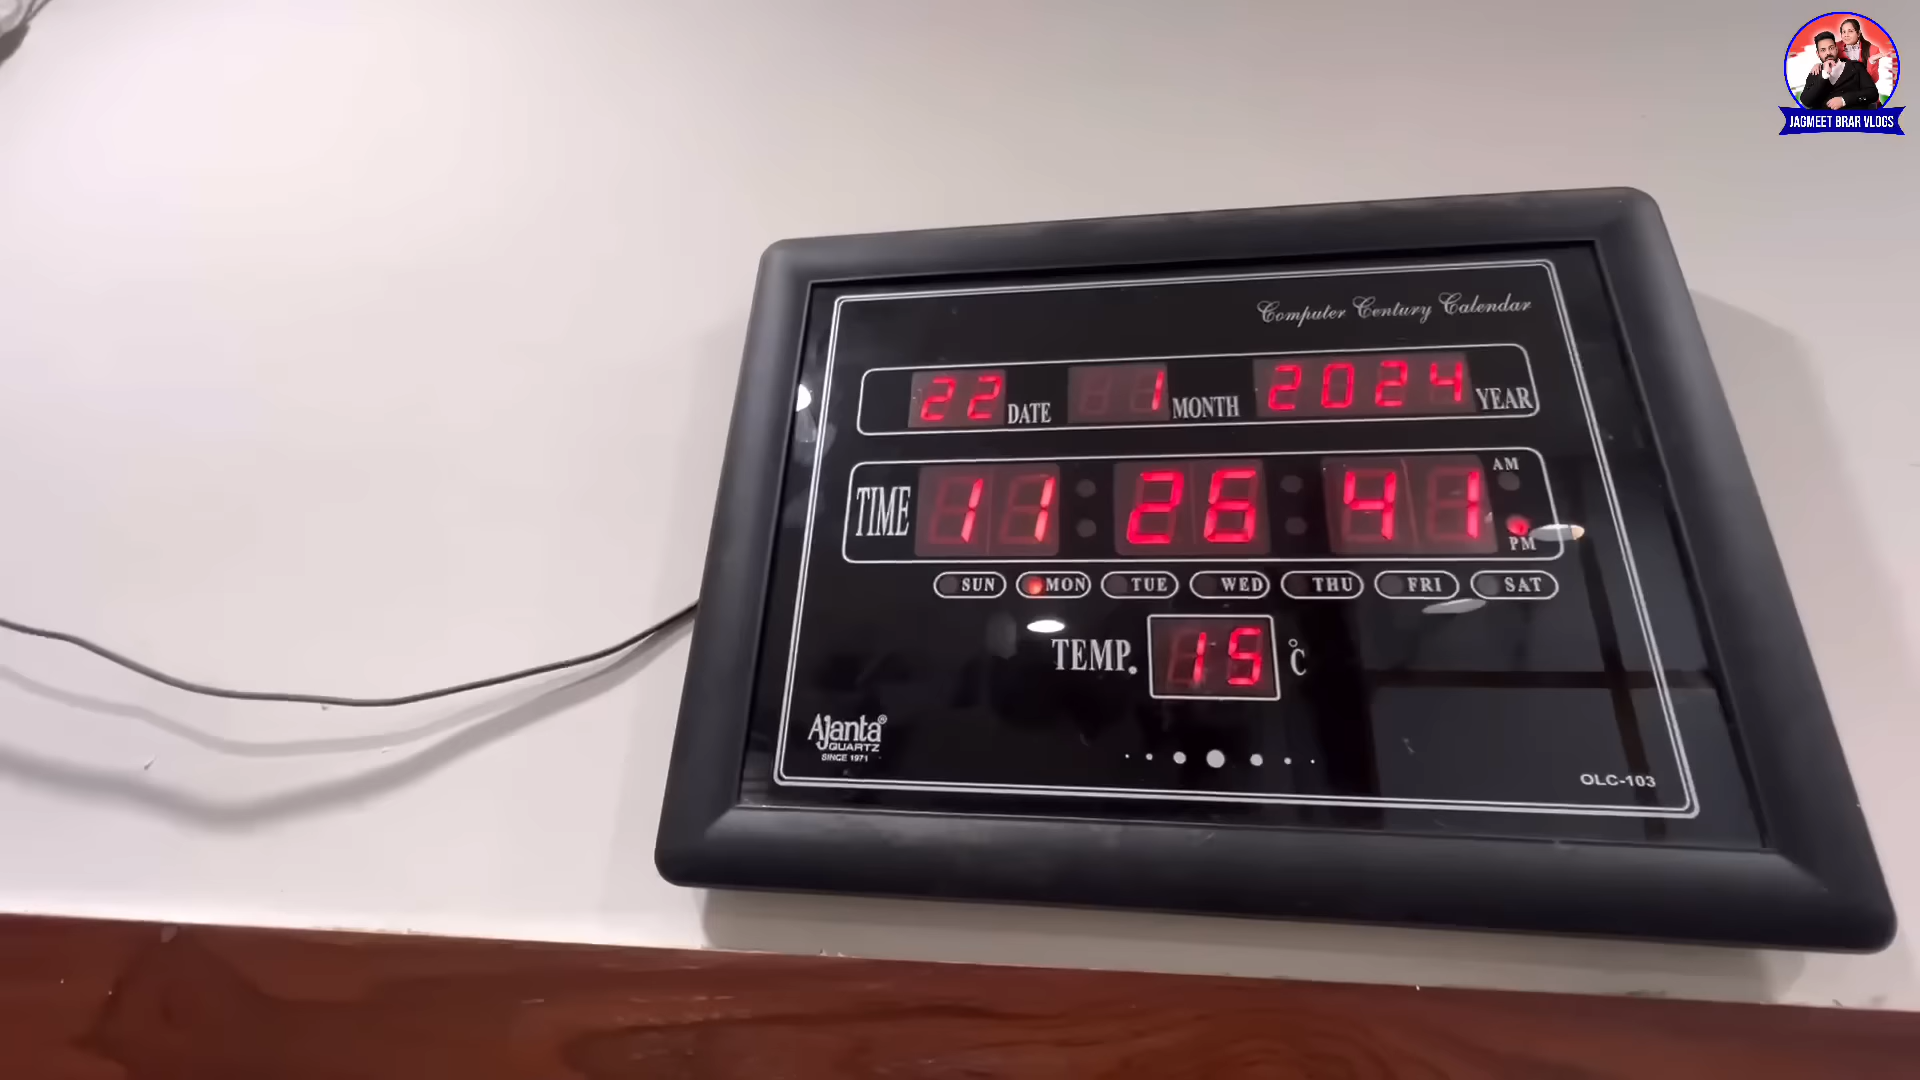 JAGMEET BRAR VLOGS
Computer Century Calendar
22 DATE 1 MONTH 2024 YEAR
TIME 11 26 41 AM PM
SUN MON TUE WED THU FRI SAT
TEMP. 15 °C
Ajanta®
QUARTZ
SINCE 1971
OLC-103